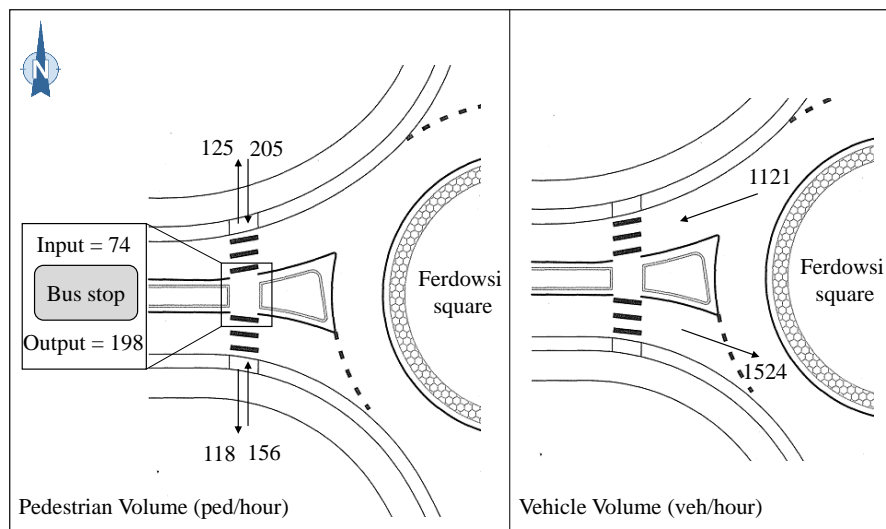 N
125 205
Input = 74
Bus stop
Output = 198
Ferdowsi
square
118 156
Pedestrian Volume (ped/hour)
1121
Ferdowsi
square
1524
Vehicle Volume (veh/hour)